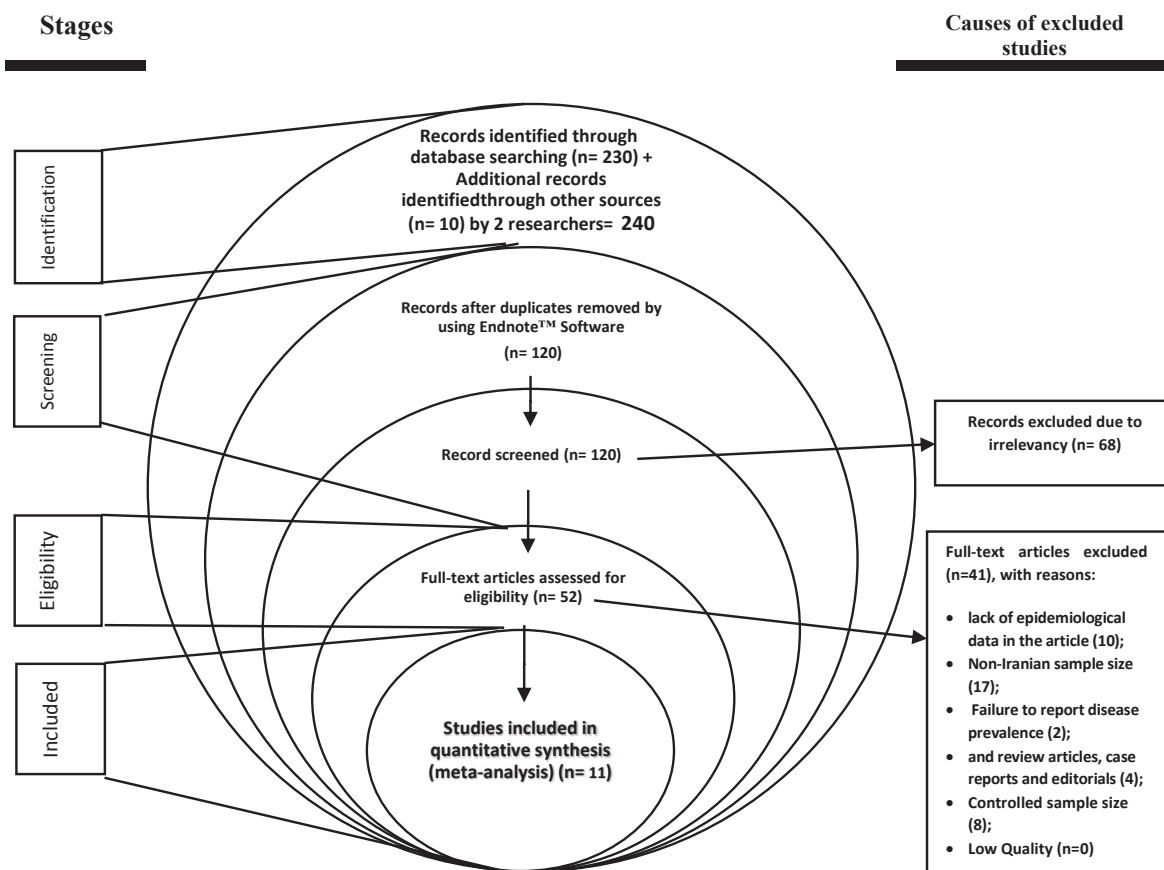 Stages
Causes of excluded
studies
Identification
Records identified through
database searching (n= 230) +
Additional records
identifiedthrough other sources
(n= 10) by 2 researchers= 240
Screening
Records after duplicates removed by
using Endnote™ Software
(n= 120)
Record screened (n= 120)
Records excluded due to
irrelevancy (n= 68)
Eligibility
Full-text articles assessed for
eligibility (n= 52)
Full-text articles excluded
(n=41), with reasons:
• lack of epidemiological
data in the article (10);
• Non-Iranian sample size
(17);
• Failure to report disease
prevalence (2);
• and review articles, case
reports and editorials (4);
• Controlled sample size
(8);
• Low Quality (n=0)
Included
Studies included in
quantitative synthesis
(meta-analysis) (n= 11)